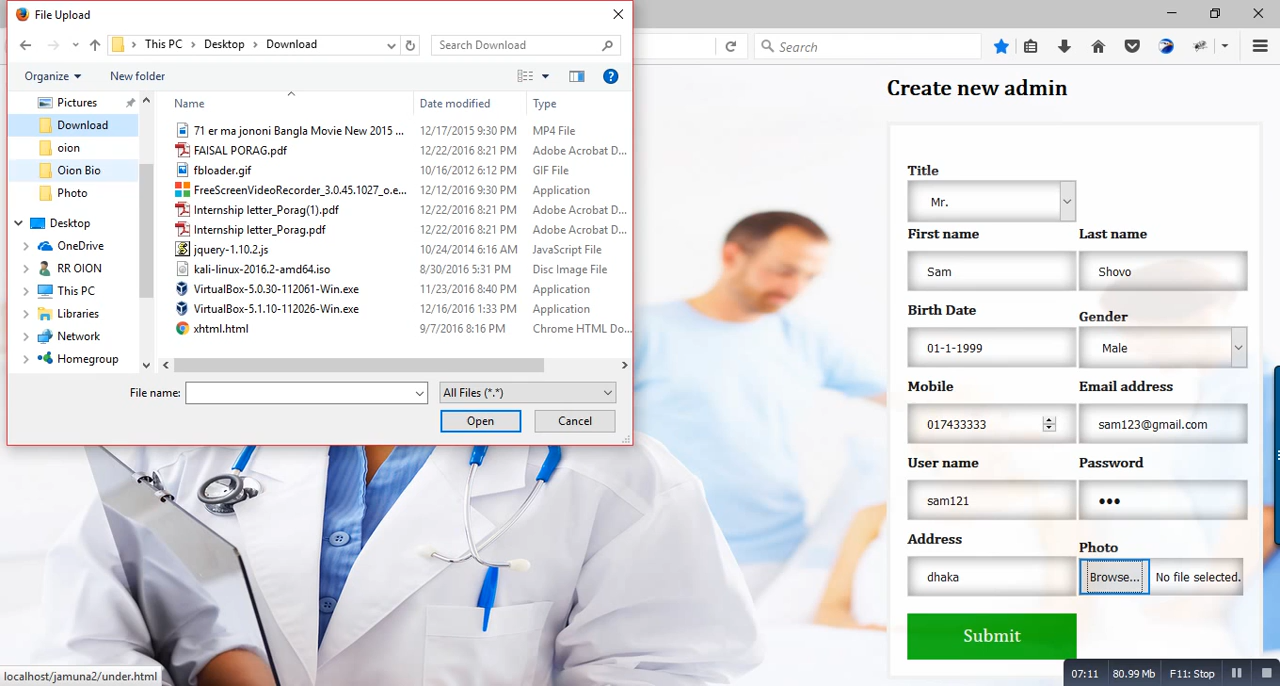 File Upload
This PC > Desktop > Download
Search Download
Organize
New folder
Pictures
Download
oion
Oion Bio
Photo
Desktop
OneDrive
RR OION
This PC
Libraries
Network
Homegroup
Name Date modified Type
71 er ma jononi Bangla Movie New 2015 ... 12/17/2015 9:30 PM MP4 File
FAISAL PORAG.pdf 12/22/2016 8:21 PM Adobe Acrobat D...
fbloader.gif 10/16/2012 6:12 PM GIF File
FreeScreenVideoRecorder_3.0.45.1027_o.e... 12/12/2016 9:30 PM Application
Internship letter_Porag(1).pdf 12/22/2016 8:21 PM Adobe Acrobat D...
Internship letter_Porag.pdf 12/22/2016 8:21 PM Adobe Acrobat D...
jquery-1.10.2.js 10/24/2014 6:16 AM JavaScript File
kali-linux-2016.2-amd64.iso 8/30/2016 5:31 PM Disc Image File
VirtualBox-5.0.30-112061-Win.exe 11/23/2016 8:40 PM Application
VirtualBox-5.1.10-112026-Win.exe 12/16/2016 1:33 PM Application
xhtml.html 9/7/2016 8:16 PM Chrome HTML Do...
File name:
All Files (*.*)
Open
Cancel
Search
Create new admin
Title
Mr.
First name Last name
Sam Shovo
Birth Date Gender
01-1-1999 Male
Mobile Email address
017433333 sam123@gmail.com
User name Password
sam121 •••
Address Photo
dhaka Browse... No file selected.
Submit
localhost/jamuna2/under.html
07:11 80.99 Mb F11: Stop